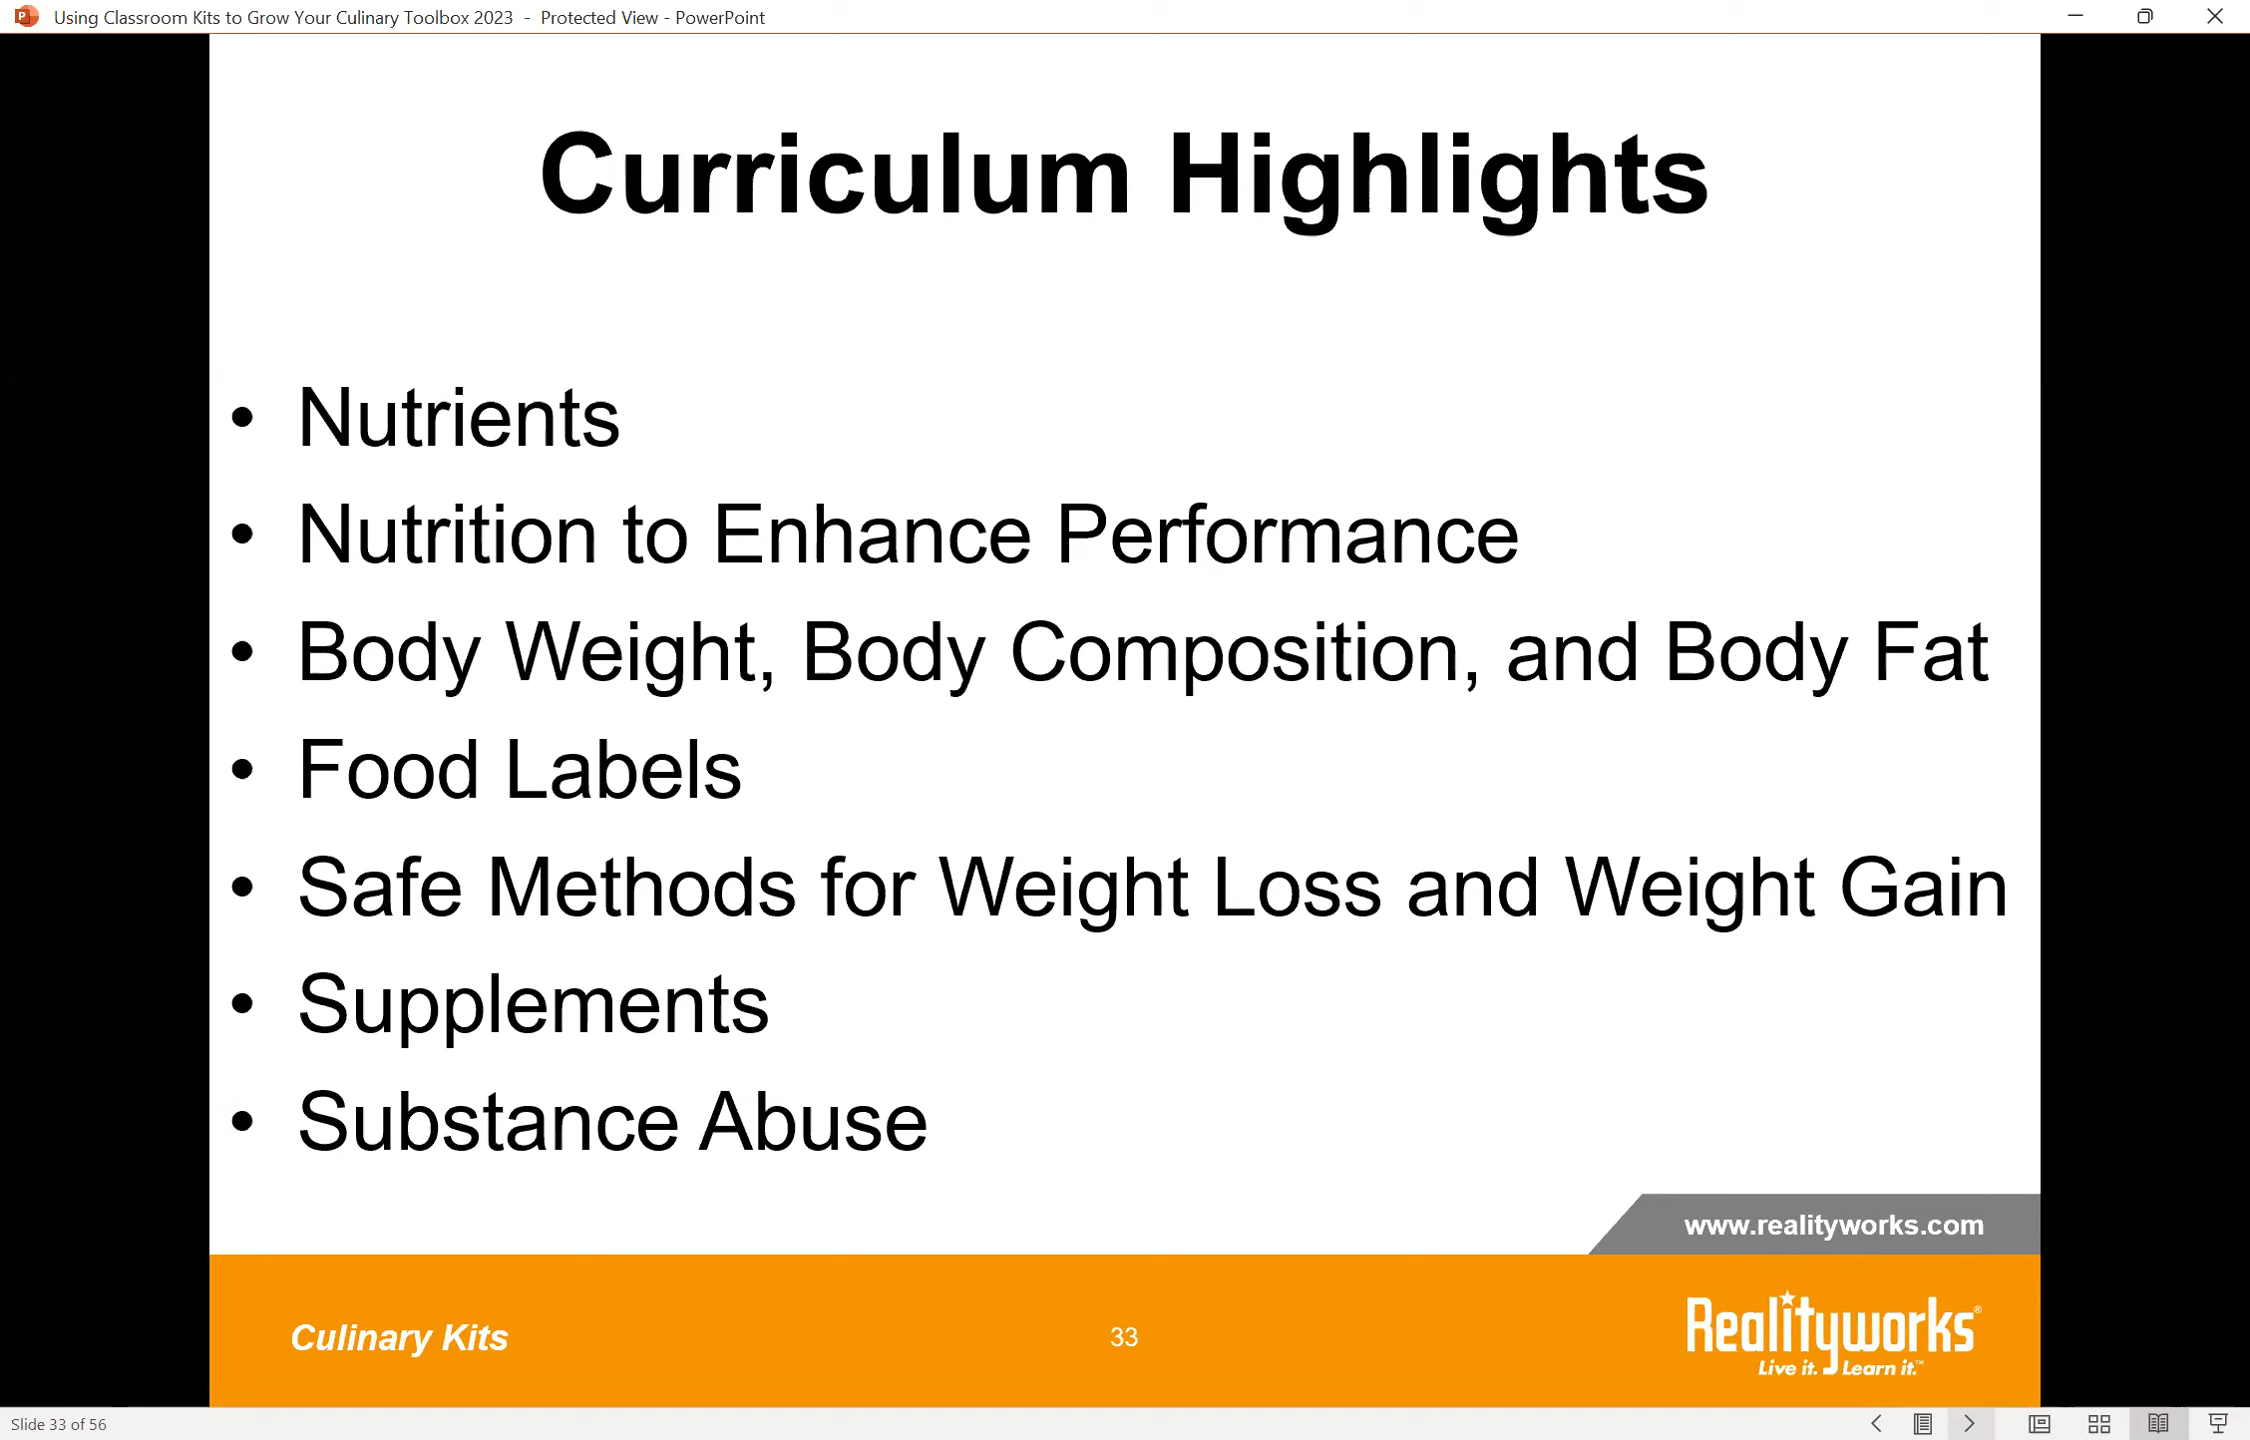 Using Classroom Kits to Grow Your Culinary Toolbox 2023 - Protected View - PowerPoint
Curriculum Highlights
• Nutrients
• Nutrition to Enhance Performance
• Body Weight, Body Composition, and Body Fat
• Food Labels
• Safe Methods for Weight Loss and Weight Gain
• Supplements
• Substance Abuse
www.realityworks.com
Culinary Kits
33
Realityworks®
Live it. Learn it.™
Slide 33 of 56